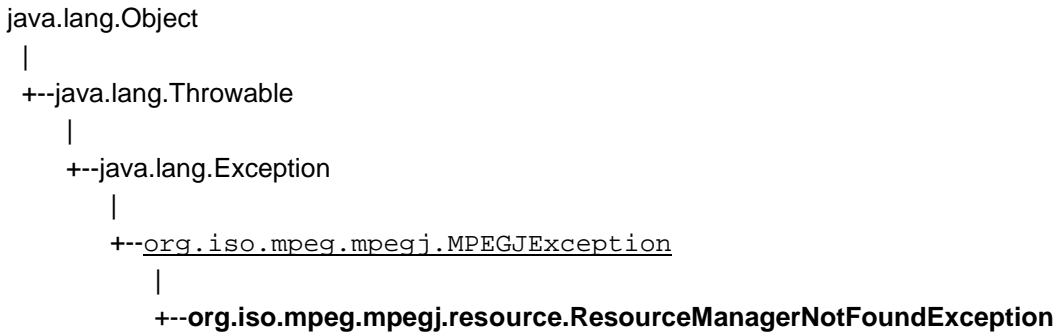 java.lang.Object
|
+--java.lang.Throwable
|
+--java.lang.Exception
|
+--org.iso.mpeg.mpegj.MPEGJException
|
+--org.iso.mpeg.mpegj.resource.ResourceManagerNotFoundException